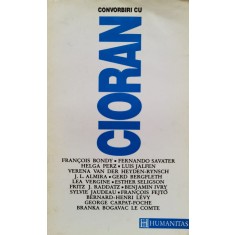 CONVORBIRI CU
CIORAN
FRANÇOIS BONDY • FERNANDO SAVATER
HELGA PERZ • LUIS JALFEN
VERENA VAN DER HEYDEN-RYNSCH
J. L. ALMIRA • GERD BERGFLETH
LEA VERGINE • ESTHER SELIGSON
FRITZ J. RADDATZ • BENJAMIN IVRY
SYLVIE JAUDEAU • FRANÇOIS FEJTÖ
BERNARD-HENRI LÉVY
GEORGE CARPAT-FOCHE
BRANKA BOGAVAC LE COMTE
HUMANITAS